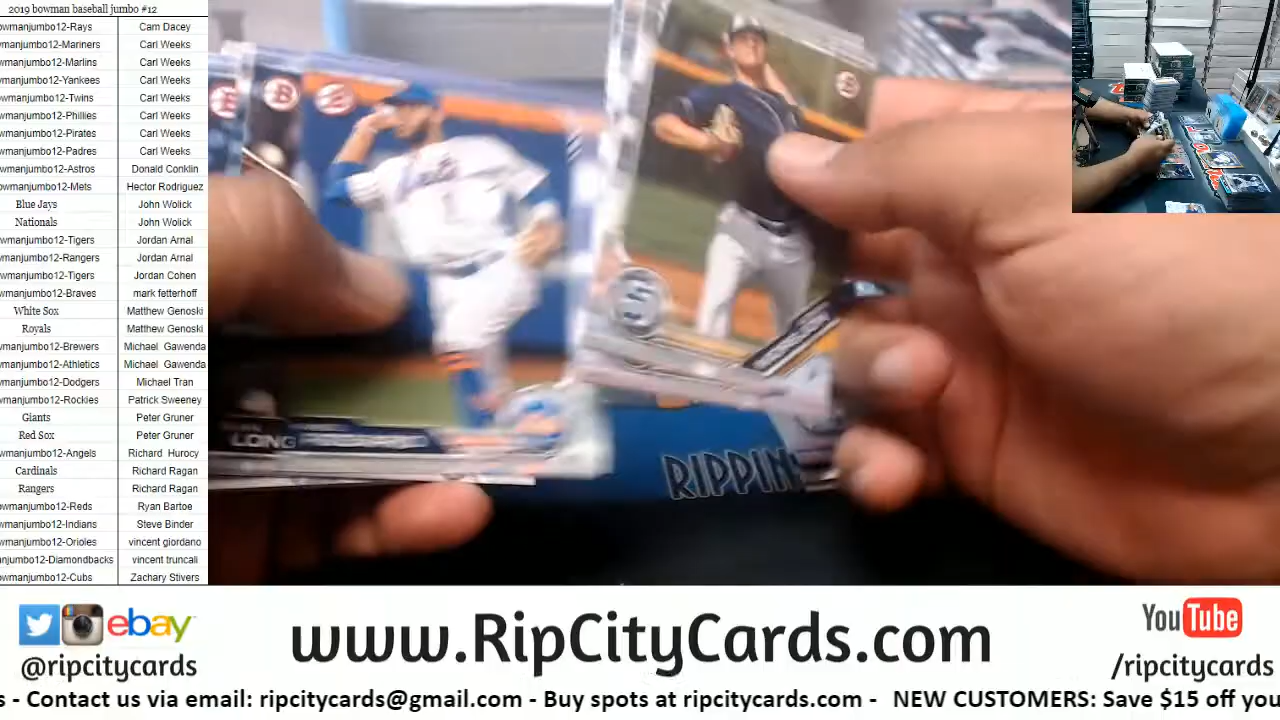 2019 bowman baseball jumbo #12
owmanjumbo12-Rays Cam Dacey
wmanjumbo12-Mariners Carl Weeks
wmanjumbo12-Marlins Carl Weeks
wmanjumbo12-Yankees Carl Weeks
owmanjumbo12-Twins Carl Weeks
wmanjumbo12-Phillies Carl Weeks
wmanjumbo12-Pirates Carl Weeks
wmanjumbo12-Padres Carl Weeks
wmanjumbo12-Astros Donald Conklin
owmanjumbo12-Mets Hector Rodriguez
Blue Jays John Wolick
Nationals John Wolick
owmanjumbo12-Tigers Jordan Arnal
wmanjumbo12-Rangers Jordan Arnal
owmanjumbo12-Tigers Jordan Cohen
wmanjumbo12-Braves mark fetterhoff
White Sox Matthew Genoski
Royals Matthew Genoski
wmanjumbo12-Brewers Michael Gawenda
wmanjumbo12-Athletics Michael Gawenda
wmanjumbo12-Dodgers Michael Tran
wmanjumbo12-Rockies Patrick Sweeney
Giants Peter Gruner
Red Sox Peter Gruner
wmanjumbo12-Angels Richard Hurocy
Cardinals Richard Ragan
Rangers Richard Ragan
owmanjumbo12-Reds Ryan Bartoe
wmanjumbo12-Indians Steve Binder
wmanjumbo12-Orioles vincent giordano
anjumbo12-Diamondbacks vincent truncali
owmanjumbo12-Cubs Zachary Stivers
B
LONG
S
RIPPIN
ebay
@ripcitycards
www.RipCityCards.com
YouTube
/ripcitycards
s - Contact us via email: ripcitycards@gmail.com - Buy spots at ripcitycards.com - NEW CUSTOMERS: Save $15 off you